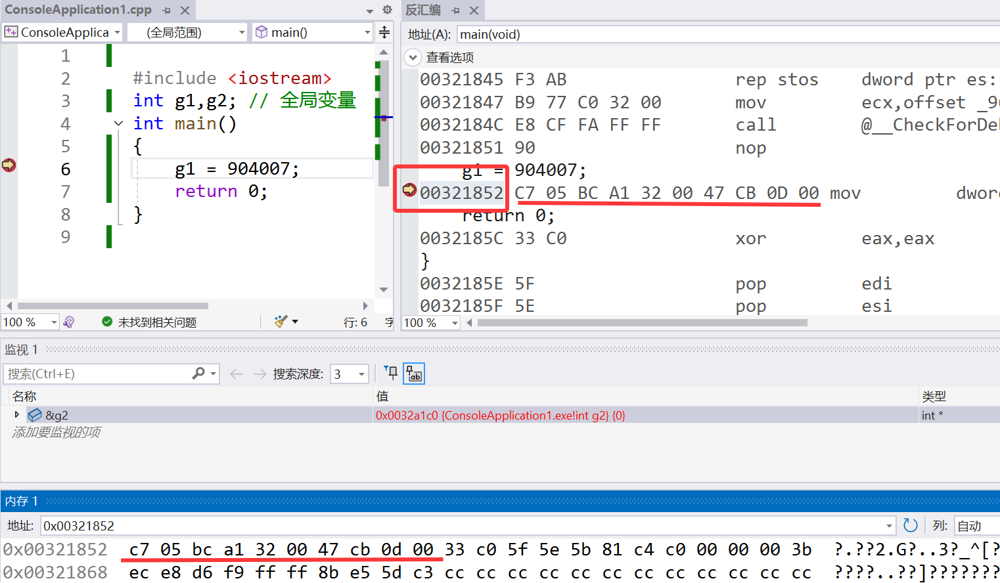 ConsoleApplication1.cpp
ConsoleApplica
(全局范围)
main()
1
2 #include <iostream>
3 int g1,g2; // 全局变量
4 int main()
5 {
6 g1 = 904007;
7 return 0;
8 }
9
100 %
未找到相关问题
行: 6
字
反汇编
地址(A): main(void)
查看选项
00321845 F3 AB rep stos dword ptr es:
00321847 B9 77 C0 32 00 mov ecx,offset _90
0032184C E8 CF FA FF FF call @__CheckForDe
00321851 90 nop
g1 = 904007;
00321852 C7 05 BC A1 32 00 47 CB 0D 00 mov dword
return 0;
0032185C 33 C0 xor eax,eax
}
0032185E 5F pop edi
0032185F 5E pop esi
100 %
监视 1
搜索(Ctrl+E) 搜索深度: 3
名称 值 类型
&g2 0x0032a1c0 {ConsoleApplication1.exe!int g2} {0} int *
添加要监视的项
内存 1
地址: 0x00321852 列: 自动
0x00321852 c7 05 bc a1 32 00 47 cb 0d 00 33 c0 5f 5e 5b 81 c4 c0 00 00 00 3b ?.??2.G?..3?_^[?
0x00321868 ec e8 d6 f9 ff ff 8b e5 5d c3 cc cc cc cc cc cc cc cc cc cc cc cc ????..??]???????